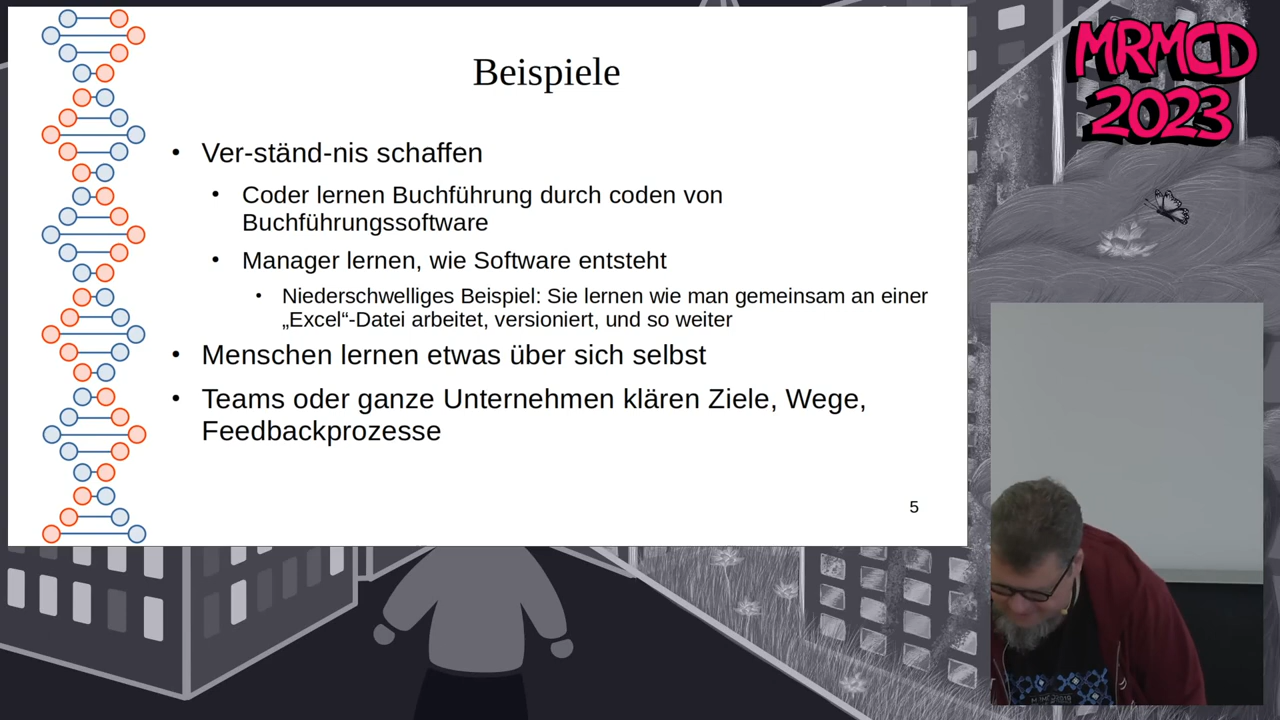 Beispiele
• Ver-ständ-nis schaffen
• Coder lernen Buchführung durch coden von
Buchführungssoftware
• Manager lernen, wie Software entsteht
• Niederschwelliges Beispiel: Sie lernen wie man gemeinsam an einer
„Excel“-Datei arbeitet, versioniert, und so weiter
• Menschen lernen etwas über sich selbst
• Teams oder ganze Unternehmen klären Ziele, Wege,
Feedbackprozesse
5
MRMCD
2023